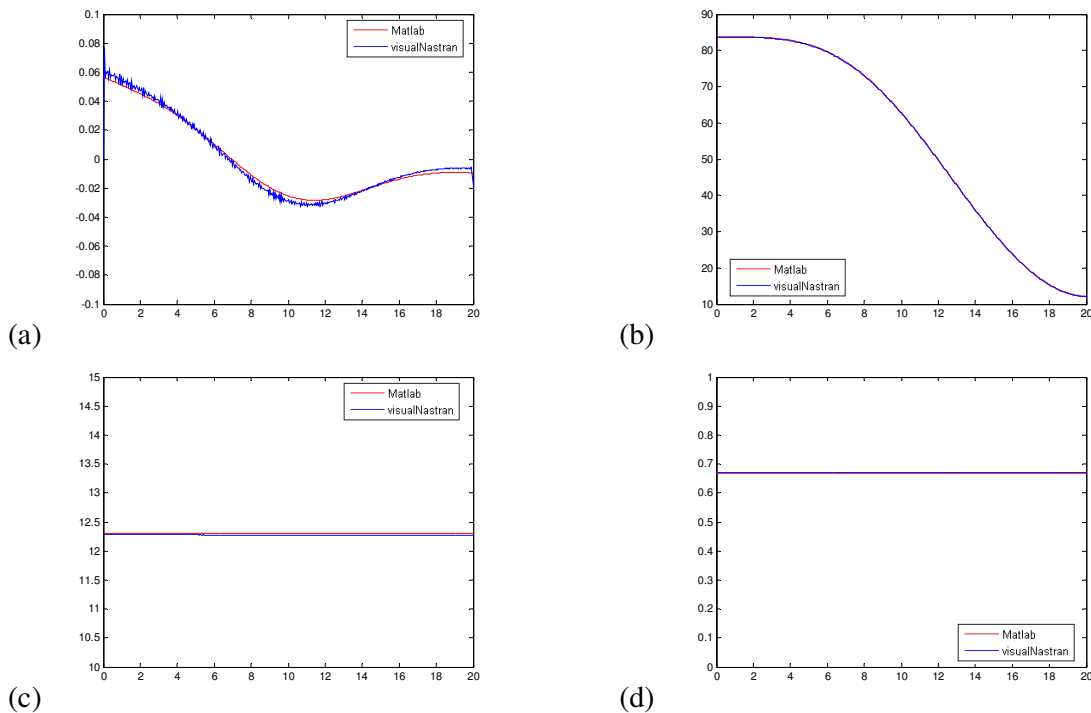 0.1
0.08
0.06
0.04
0.02
0
-0.02
-0.04
-0.06
-0.08
-0.1
0 2 4 6 8 10 12 14 16 18 20
Matlab
visualNastran
(a)
90
80
70
60
50
40
30
20
10
0 2 4 6 8 10 12 14 16 18 20
Matlab
visualNastran
(b)
15
14.5
14
13.5
13
12.5
12
11.5
11
10.5
10
0 2 4 6 8 10 12 14 16 18 20
Matlab
visualNastran
(c)
1
0.9
0.8
0.7
0.6
0.5
0.4
0.3
0.2
0.1
0
0 2 4 6 8 10 12 14 16 18 20
Matlab
visualNastran
(d)